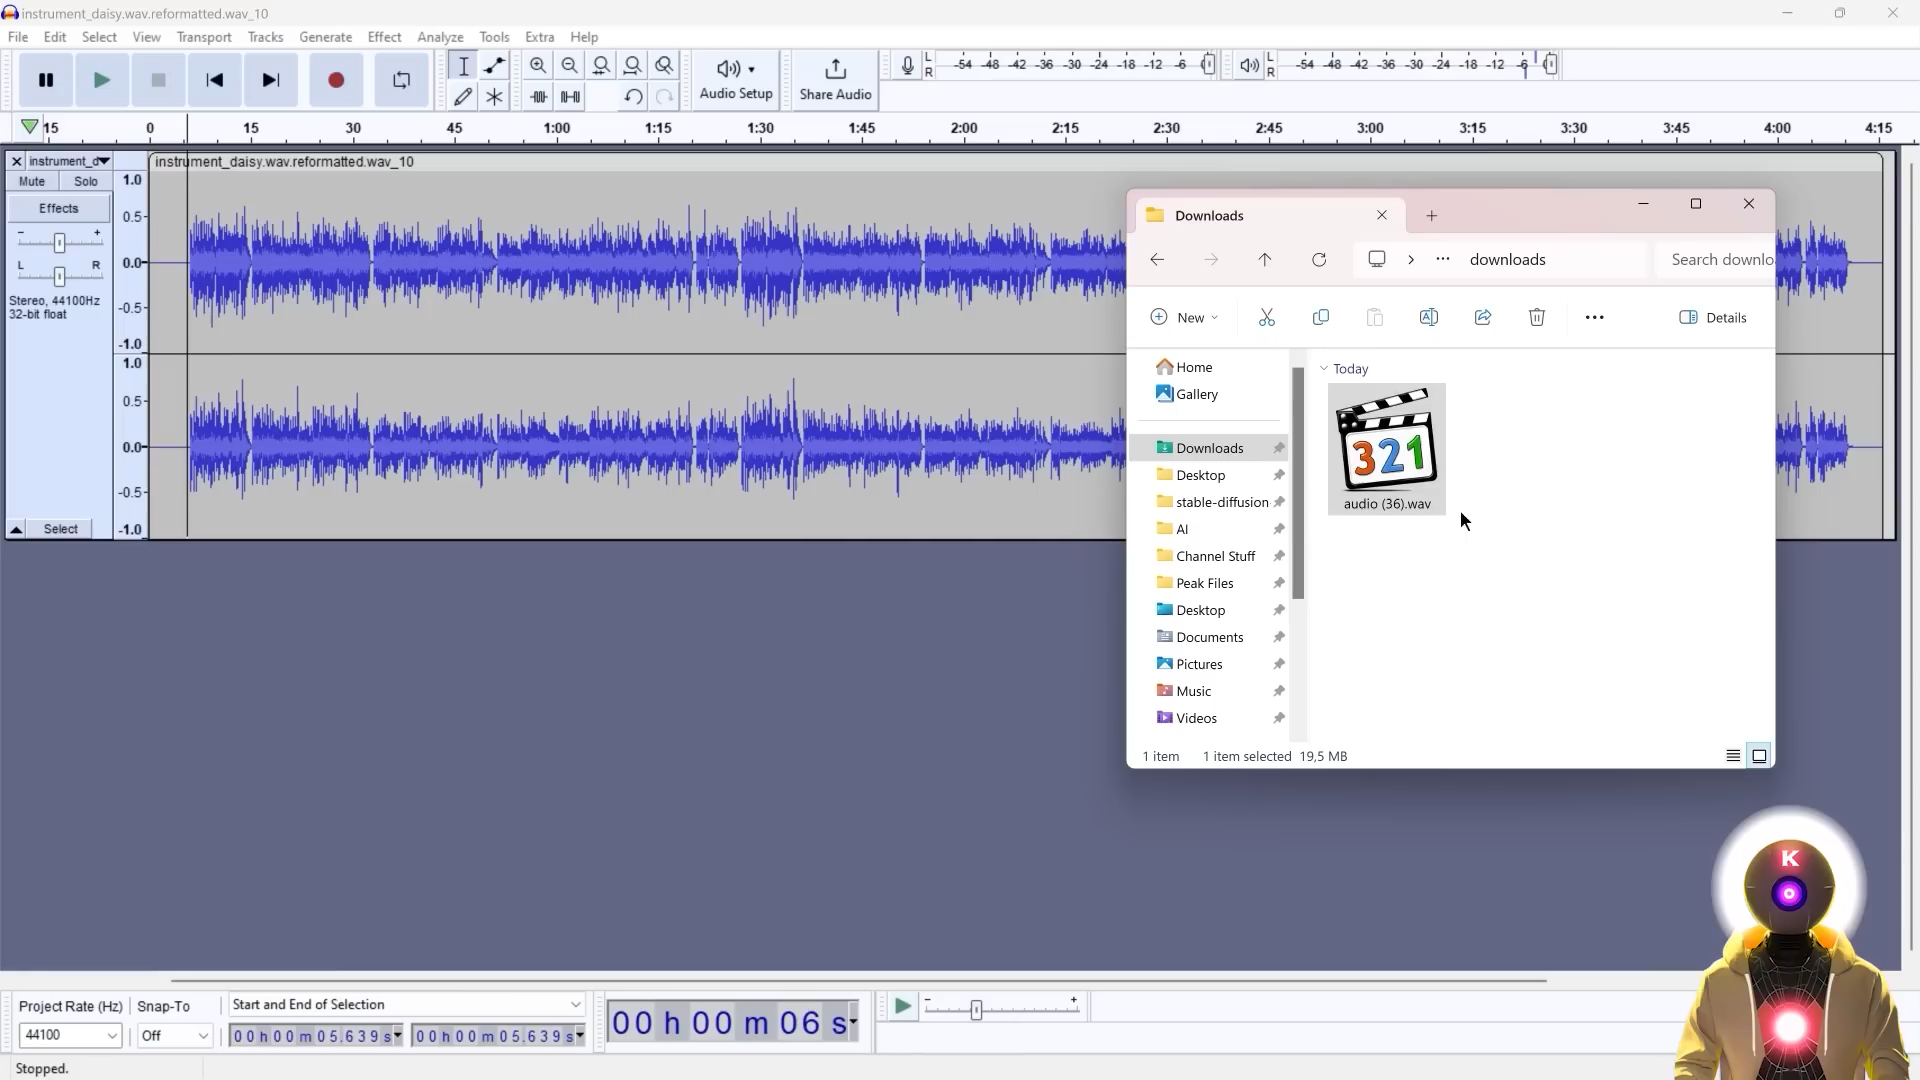 instrument_daisy.wav.reformatted.wav_10
File Edit Select View Transport Tracks Generate Effect Analyze Tools Extra Help
Audio Setup
Share Audio
L
R
-54 -48 -42 -36 -30 -24 -18 -12 -6 0
L
R
-54 -48 -42 -36 -30 -24 -18 -12 -6 0
15 0 15 30 45 1:00 1:15 1:30 1:45 2:00 2:15 2:30 2:45 3:00 3:15 3:30 3:45 4:00 4:15
instrument_d
instrument_daisy.wav.reformatted.wav_10
Mute Solo
Effects
- +
L R
Stereo, 44100Hz
32-bit float
Select
1.0
0.5
0.0
-0.5
-1.0
1.0
0.5
0.0
-0.5
-1.0
Downloads
downloads
Search downlo
New
Details
Home
Gallery
Downloads
Desktop
stable-diffusion
AI
Channel Stuff
Peak Files
Desktop
Documents
Pictures
Music
Videos
Today
321
audio (36).wav
1 item 1 item selected 19,5 MB
K
Project Rate (Hz) Snap-To
Start and End of Selection
44100
Off
00 h 00 m 05.639 s
00 h 00 m 05.639 s
00 h 00 m 06 s
- +
Stopped.